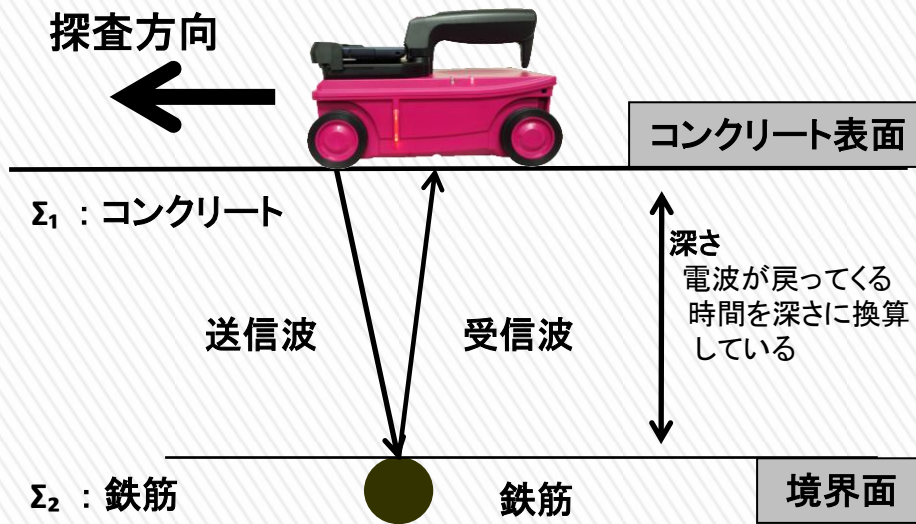 探査方向
コンクリート表面
Σ₁ : コンクリート
深さ
電波が戻ってくる
時間を深さに換算
している
送信波
受信波
Σ₂ : 鉄筋
鉄筋
境界面